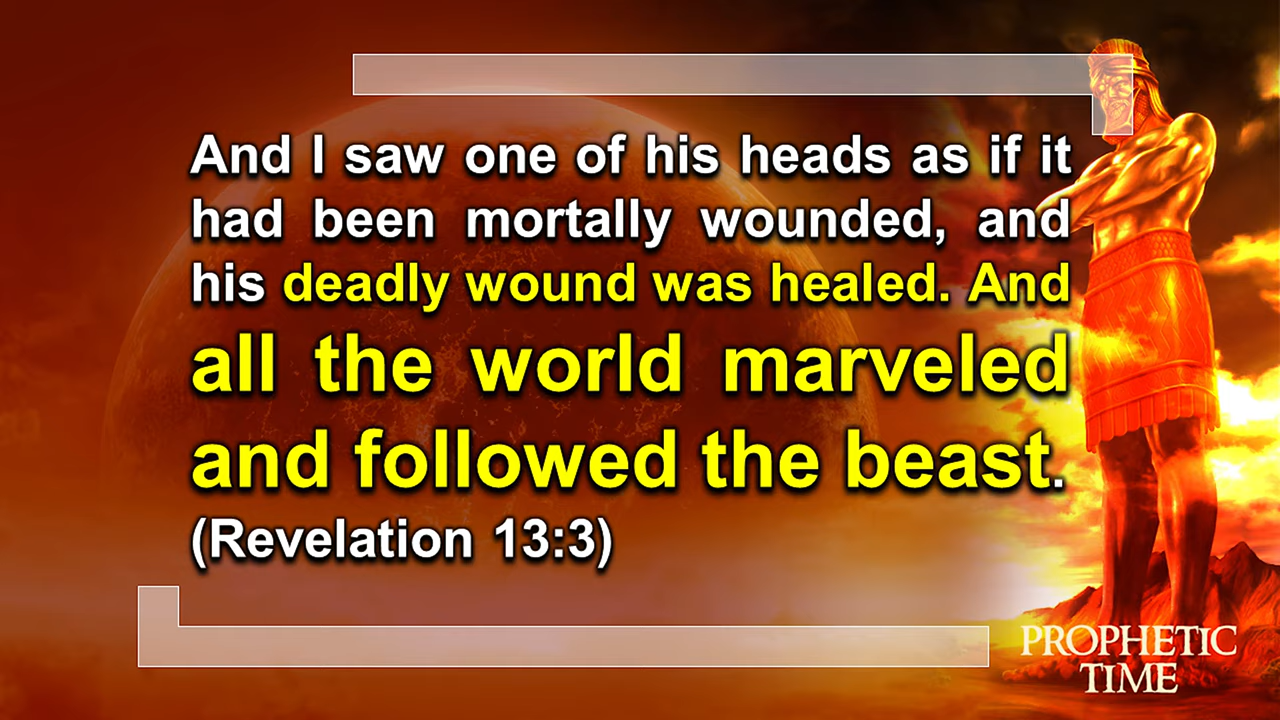 And I saw one of his heads as if it
had been mortally wounded, and
his deadly wound was healed. And
all the world marveled
and followed the beast.
(Revelation 13:3)
PROPHETIC
TIME